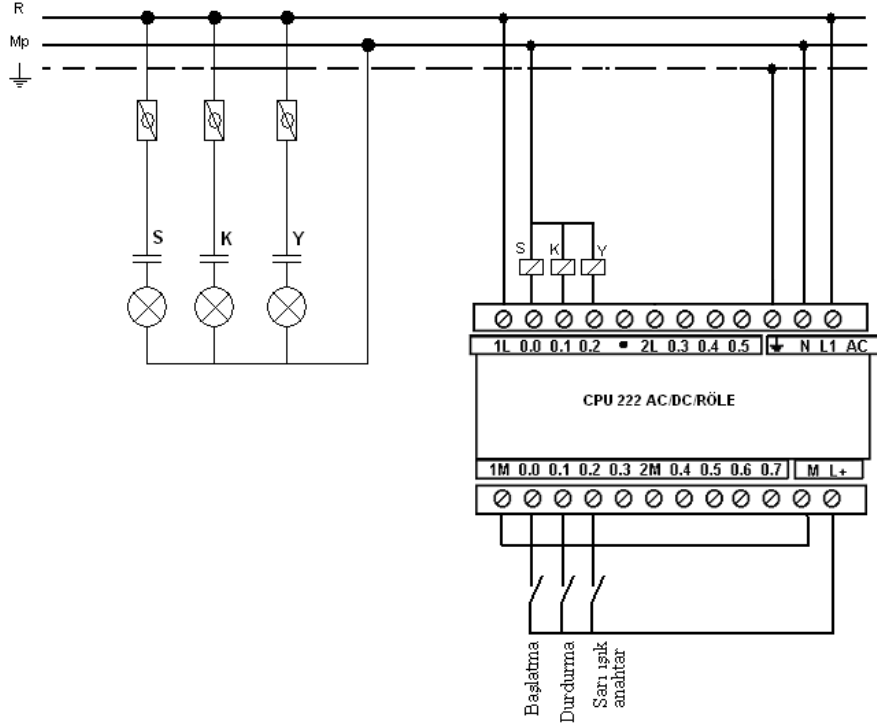 R
Mp
S K Y
S K Y
1L 0.0 0.1 0.2 2L 0.3 0.4 0.5 N L1 AC
CPU 222 AC/DC/RÖLE
1M 0.0 0.1 0.2 0.3 2M 0.4 0.5 0.6 0.7 M L+
Başlatma
Durdurma
Sarı ışık
anahtar